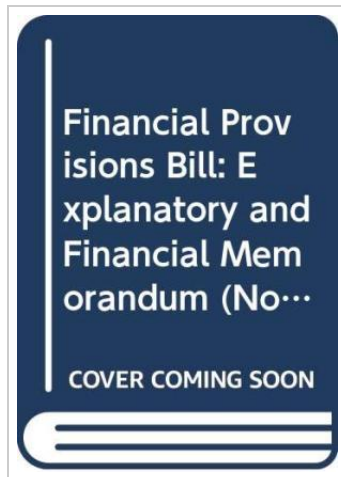 Financial Prov
isions Bill: E
xplanatory and
Financial Mem
orandum (No…
COVER COMING SOON